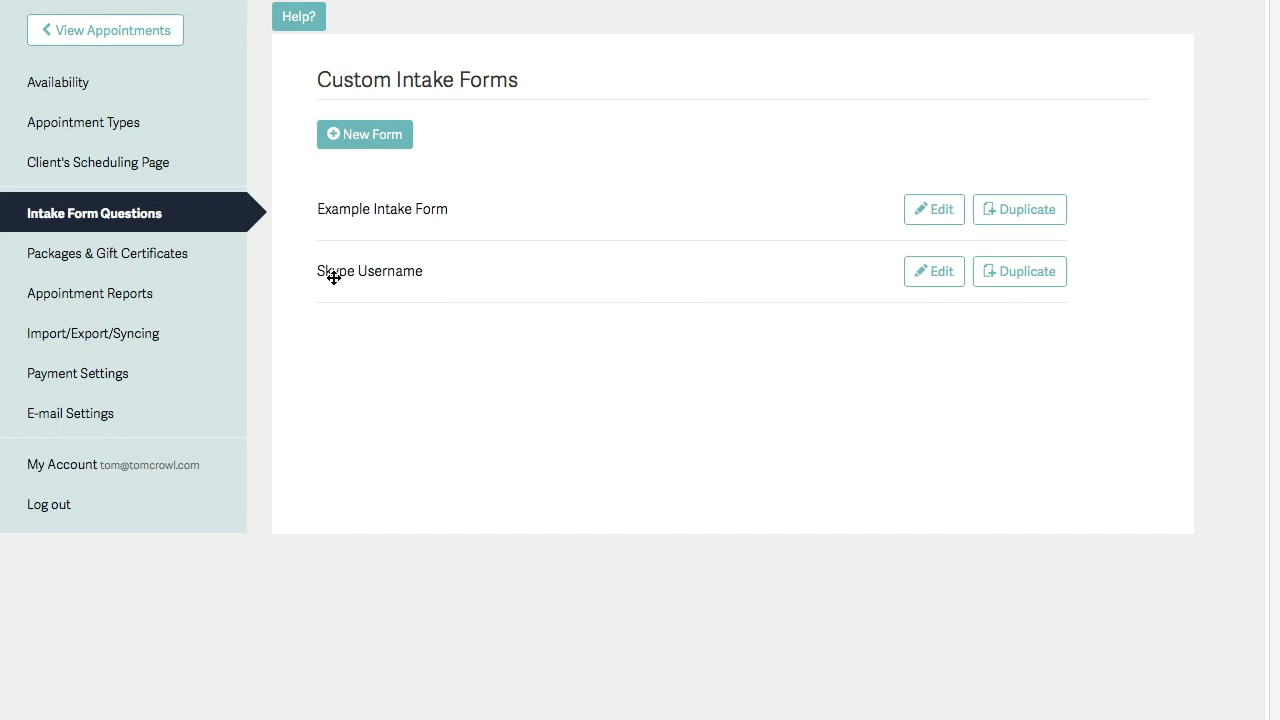 View Appointments
Help?
Availability
Appointment Types
Client's Scheduling Page
Intake Form Questions
Packages & Gift Certificates
Appointment Reports
Import/Export/Syncing
Payment Settings
E-mail Settings
My Account tom@tomcrowl.com
Log out
Custom Intake Forms
New Form
Example Intake Form Edit Duplicate
Skype Username Edit Duplicate